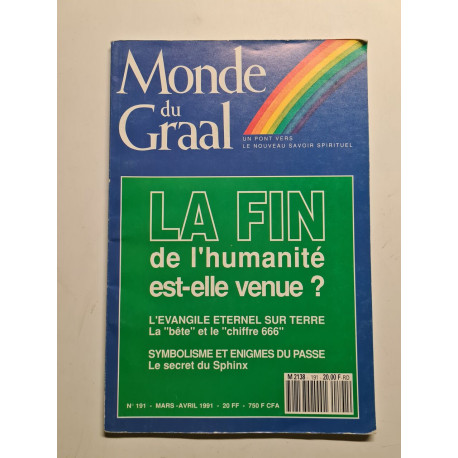 Monde
du
Graal
UN PONT VERS
LE NOUVEAU SAVOIR SPIRITUEL
LA FIN
de l'humanité
est-elle venue ?
L'EVANGILE ETERNEL SUR TERRE
La "bête" et le "chiffre 666"
SYMBOLISME ET ENIGMES DU PASSE
Le secret du Sphinx
M 2138 - 191 - 20,00 F-RD
N° 191 - MARS-AVRIL 1991 - 20 FF - 750 F CFA